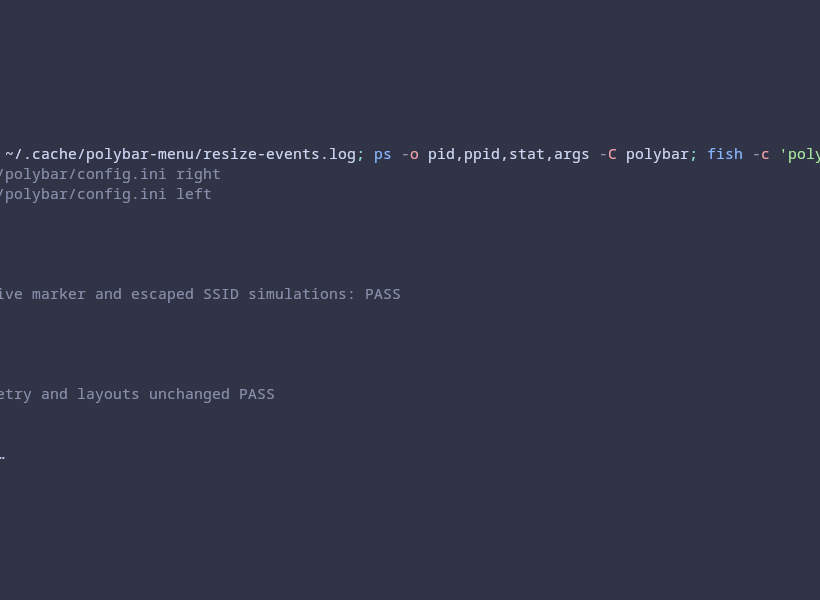 ~/.cache/polybar-menu/resize-events.log; ps -o pid,ppid,stat,args -C polybar; fish -c 'poly
/polybar/config.ini right
/polybar/config.ini left
ive marker and escaped SSID simulations: PASS
etry and layouts unchanged PASS
…